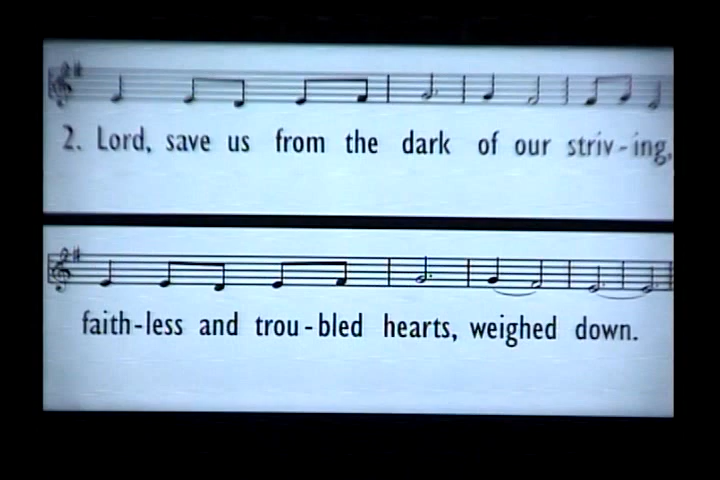 2. Lord, save us from the dark of our striv-ing,
faith-less and trou-bled hearts, weighed down.